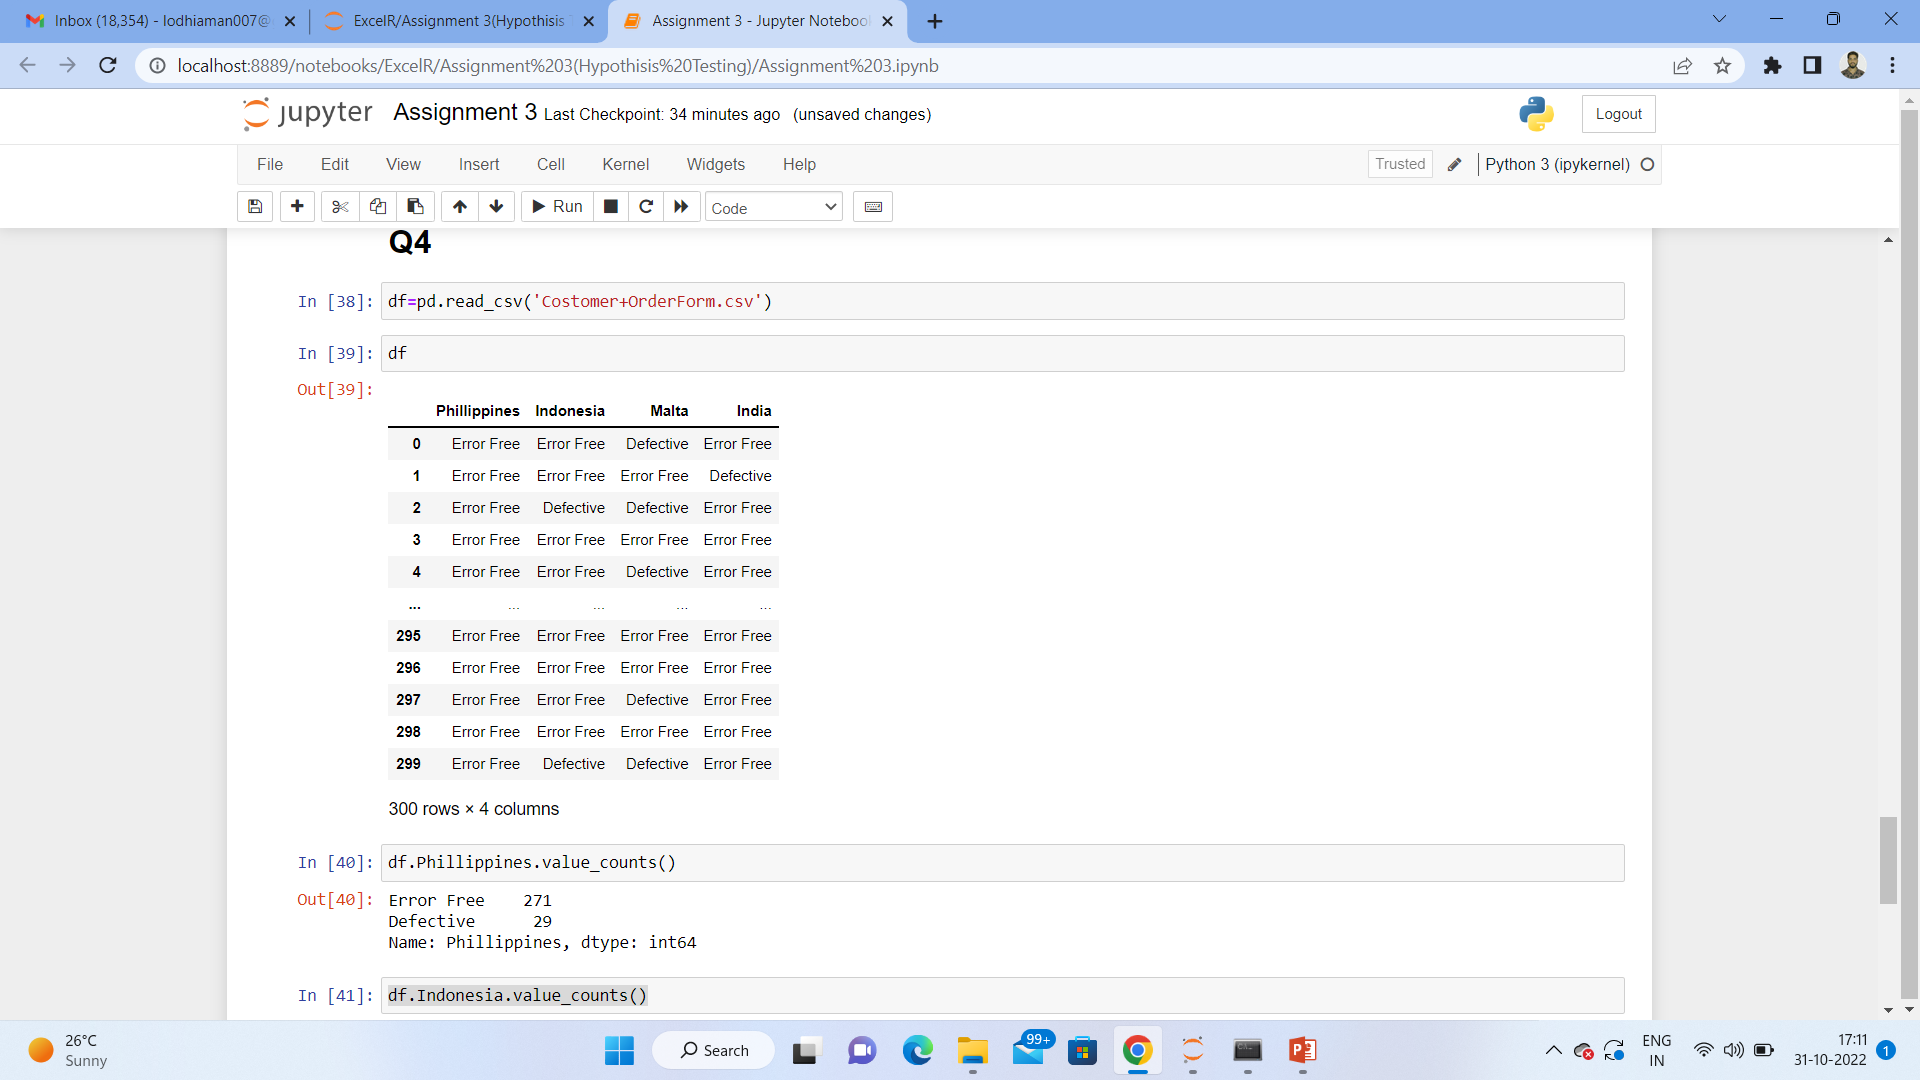 Inbox (18,354) - lodhiaman007@
ExcelR/Assignment 3(Hypothisis
Assignment 3 - Jupyter Notebook
localhost:8889/notebooks/ExcelR/Assignment%203(Hypothisis%20Testing)/Assignment%203.ipynb
jupyter Assignment 3 Last Checkpoint: 34 minutes ago (unsaved changes) Logout
File Edit View Insert Cell Kernel Widgets Help Trusted Python 3 (ipykernel)
Run Code
Q4
In [38]: df=pd.read_csv('Costomer+OrderForm.csv')
In [39]: df
Out[39]:
Phillippines Indonesia Malta India
0 Error Free Error Free Defective Error Free
1 Error Free Error Free Error Free Defective
2 Error Free Defective Defective Error Free
3 Error Free Error Free Error Free Error Free
4 Error Free Error Free Defective Error Free
... ... ... ... ...
295 Error Free Error Free Error Free Error Free
296 Error Free Error Free Error Free Error Free
297 Error Free Error Free Defective Error Free
298 Error Free Error Free Error Free Error Free
299 Error Free Defective Defective Error Free
300 rows × 4 columns
In [40]: df.Phillippines.value_counts()
Out[40]: Error Free 271
Defective 29
Name: Phillippines, dtype: int64
In [41]: df.Indonesia.value_counts()
26°C
Sunny
Search
99+
ENG
IN
17:11
31-10-2022
1